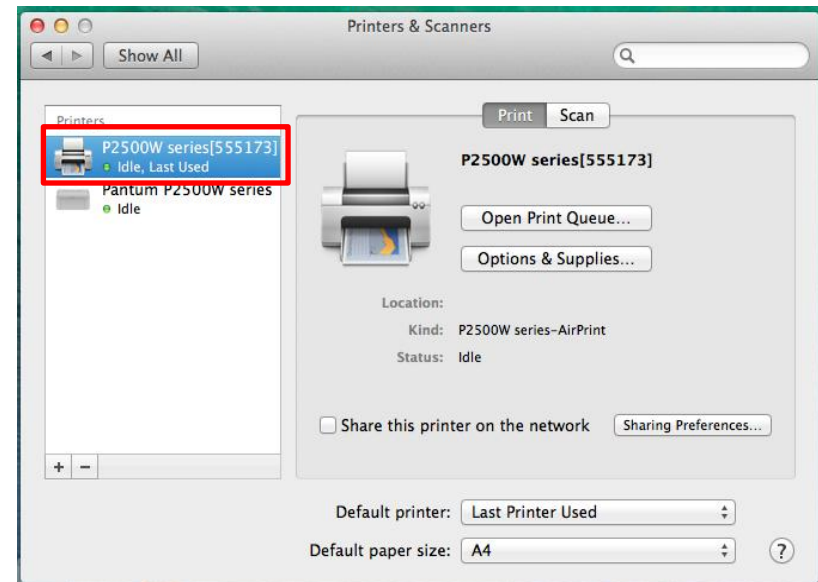 Printers & Scanners
Show All
Printers
P2500W series[555173]
Idle, Last Used
Pantum P2500W series
Idle
Print Scan
P2500W series[555173]
Open Print Queue...
Options & Supplies...
Location:
Kind: P2500W series-AirPrint
Status: Idle
Share this printer on the network Sharing Preferences...
+ -
Default printer: Last Printer Used
Default paper size: A4 ?